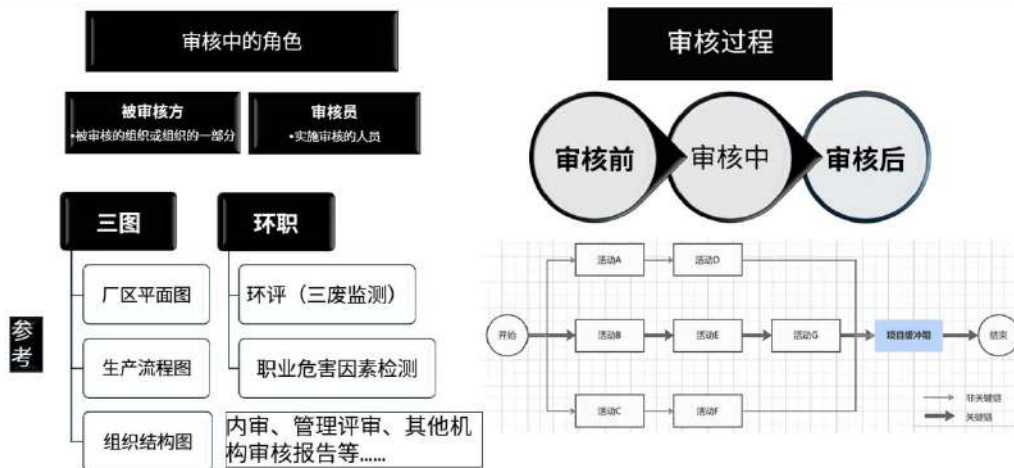 审核中的角色
被审核方
•被审核的组织或组织的一部分
审核员
•实施审核的人员
三图
厂区平面图
生产流程图
组织结构图
环职
环评（三废监测）
职业危害因素检测
参
考
内审、管理评审、其他机
构审核报告等......
审核过程
审核前
审核中
审核后
开始
活动A
活动D
活动B
活动E
活动G
项目缓冲期
结束
活动C
活动F
非关键链
关键链